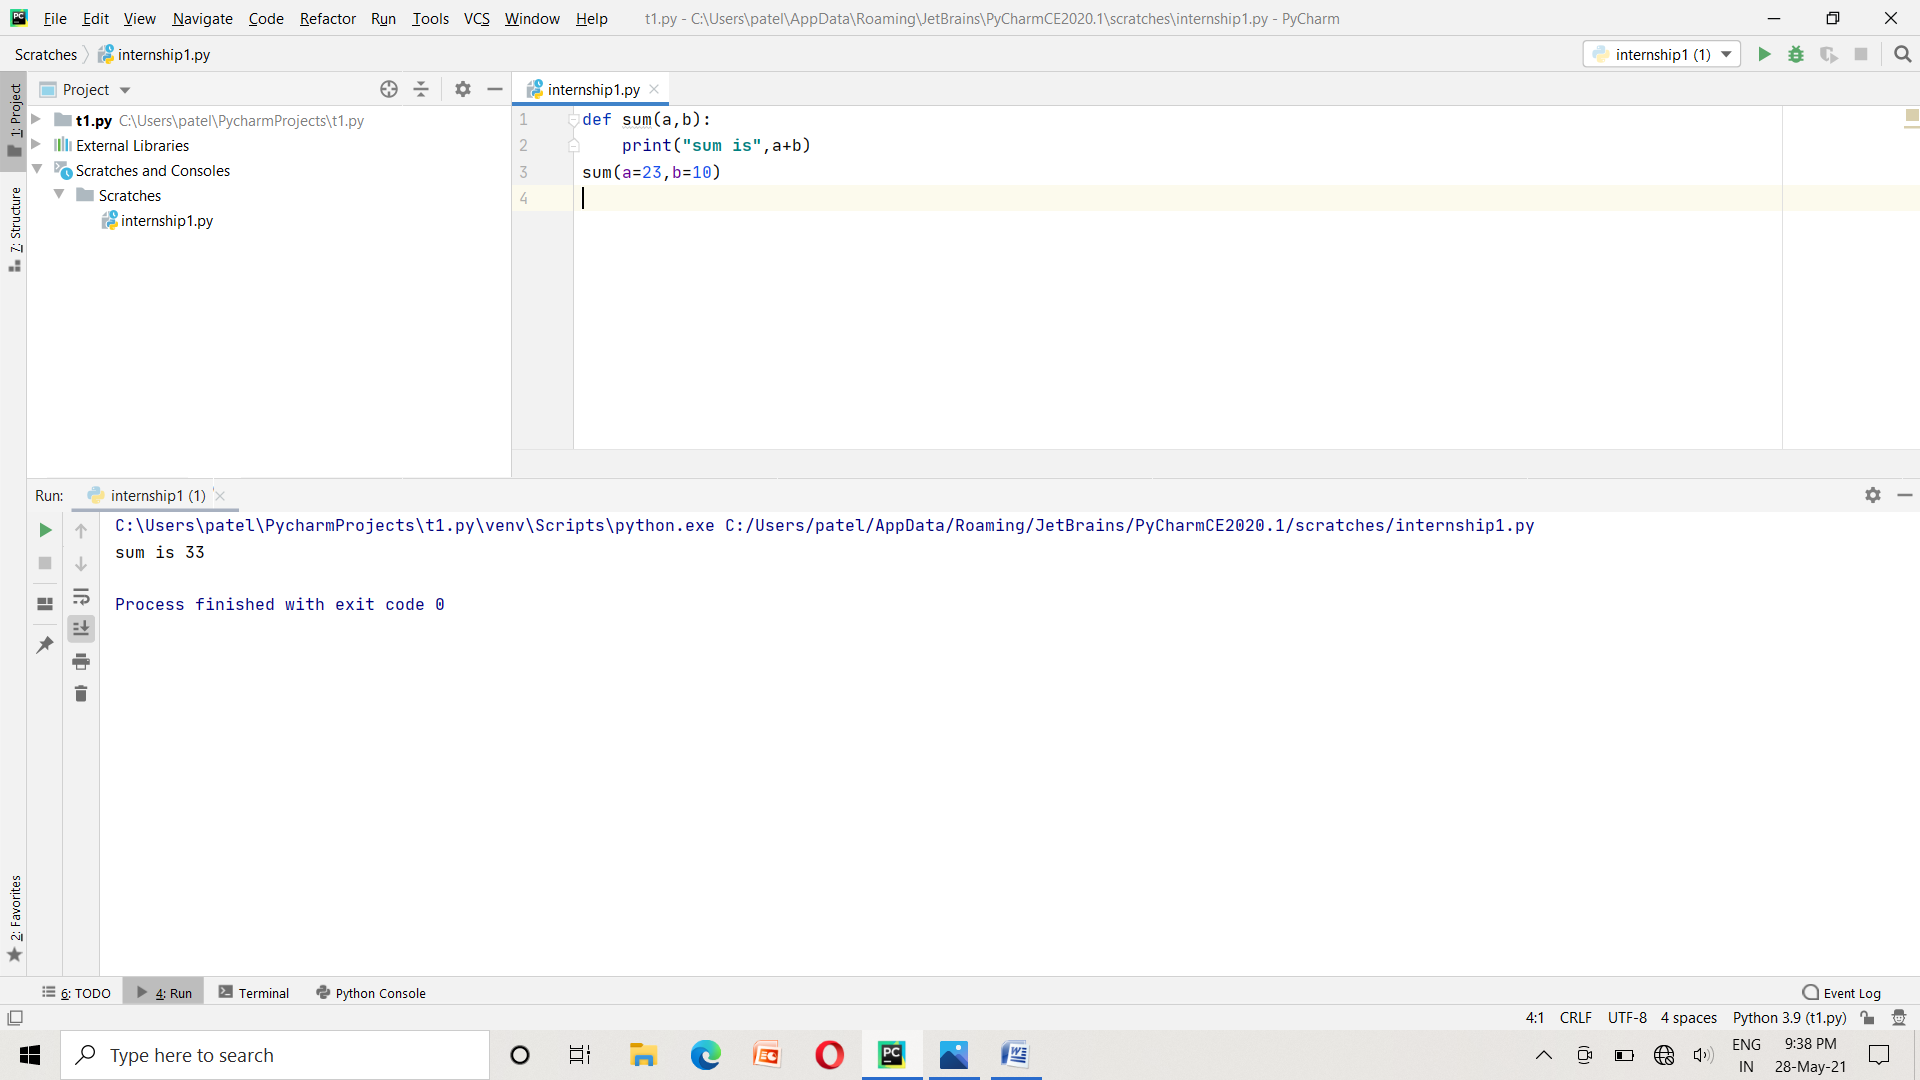 File Edit View Navigate Code Refactor Run Tools VCS Window Help t1.py - C:\Users\patel\AppData\Roaming\JetBrains\PyCharmCE2020.1\scratches\internship1.py - PyCharm
Scratches internship1.py internship1 (1)
1: Project
Project
internship1.py
t1.py C:\Users\patel\PycharmProjects\t1.py
External Libraries
Scratches and Consoles
Scratches
internship1.py
7: Structure
1 def sum(a,b):
2 print("sum is",a+b)
3 sum(a=23,b=10)
4
Run: internship1 (1)
C:\Users\patel\PycharmProjects\t1.py\venv\Scripts\python.exe C:/Users/patel/AppData/Roaming/JetBrains/PyCharmCE2020.1/scratches/internship1.py
sum is 33
Process finished with exit code 0
2: Favorites
6: TODO 4: Run Terminal Python Console Event Log
4:1 CRLF UTF-8 4 spaces Python 3.9 (t1.py)
Type here to search
ENG
IN
9:38 PM
28-May-21